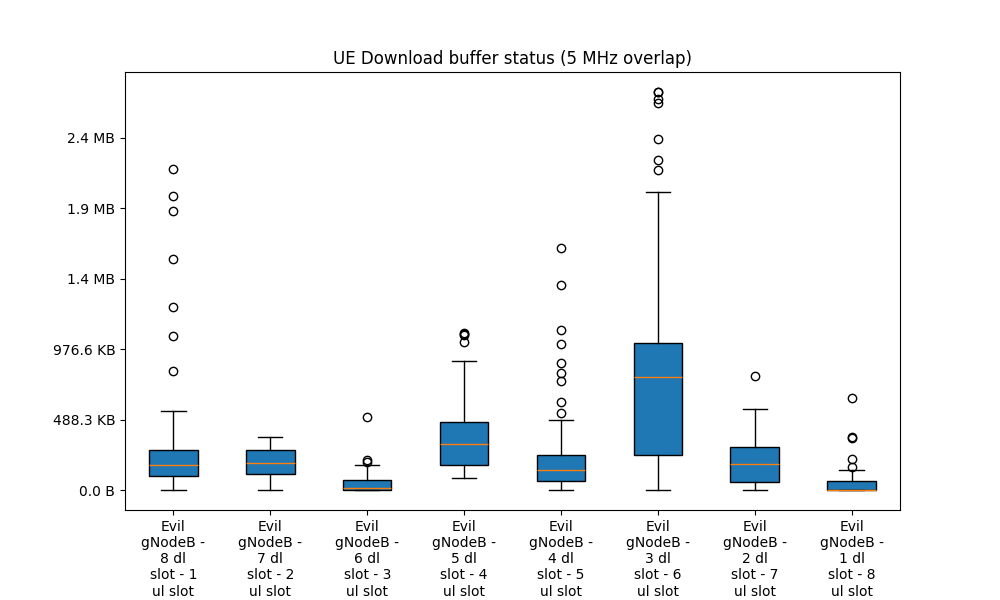 UE Download buffer status (5 MHz overlap)
2.4 MB
1.9 MB
1.4 MB
976.6 KB
488.3 KB
0.0 B
Evil
gNodeB -
8 dl
slot - 1
ul slot
Evil
gNodeB -
7 dl
slot - 2
ul slot
Evil
gNodeB -
6 dl
slot - 3
ul slot
Evil
gNodeB -
5 dl
slot - 4
ul slot
Evil
gNodeB -
4 dl
slot - 5
ul slot
Evil
gNodeB -
3 dl
slot - 6
ul slot
Evil
gNodeB -
2 dl
slot - 7
ul slot
Evil
gNodeB -
1 dl
slot - 8
ul slot